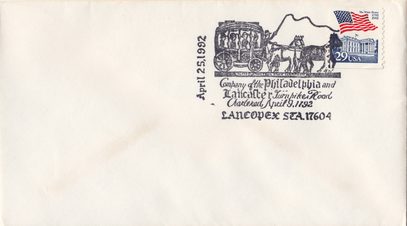 April 25, 1992
29 USA
Company of the Philadelphia and
Lancaster Turnpike Road
Chartered April 9, 1792
LANCOPEX STA. 17604